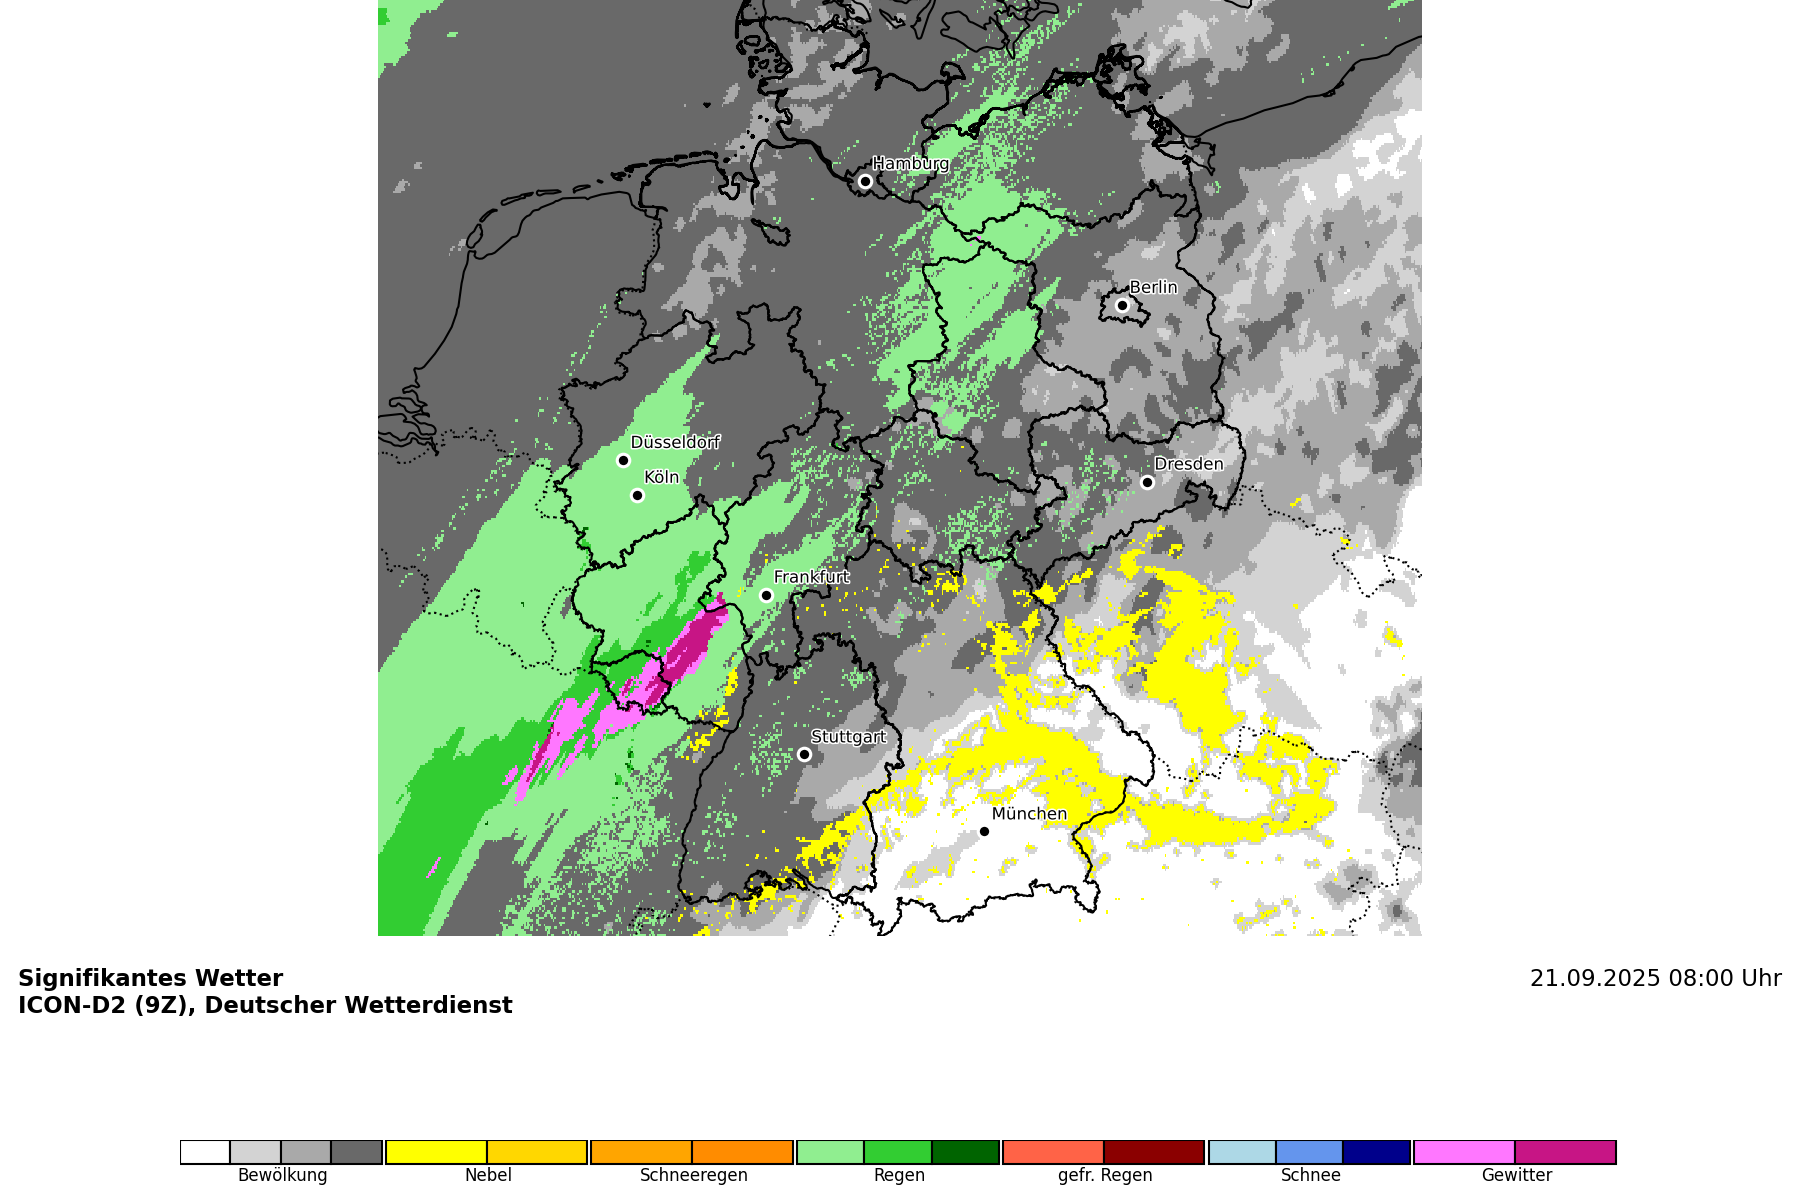 Hamburg
Berlin
Düsseldorf
Köln
Dresden
Frankfurt
Stuttgart
München
Signifikantes Wetter
ICON-D2 (9Z), Deutscher Wetterdienst
21.09.2025 08:00 Uhr
Bewölkung
Nebel
Schneeregen
Regen
gefr. Regen
Schnee
Gewitter